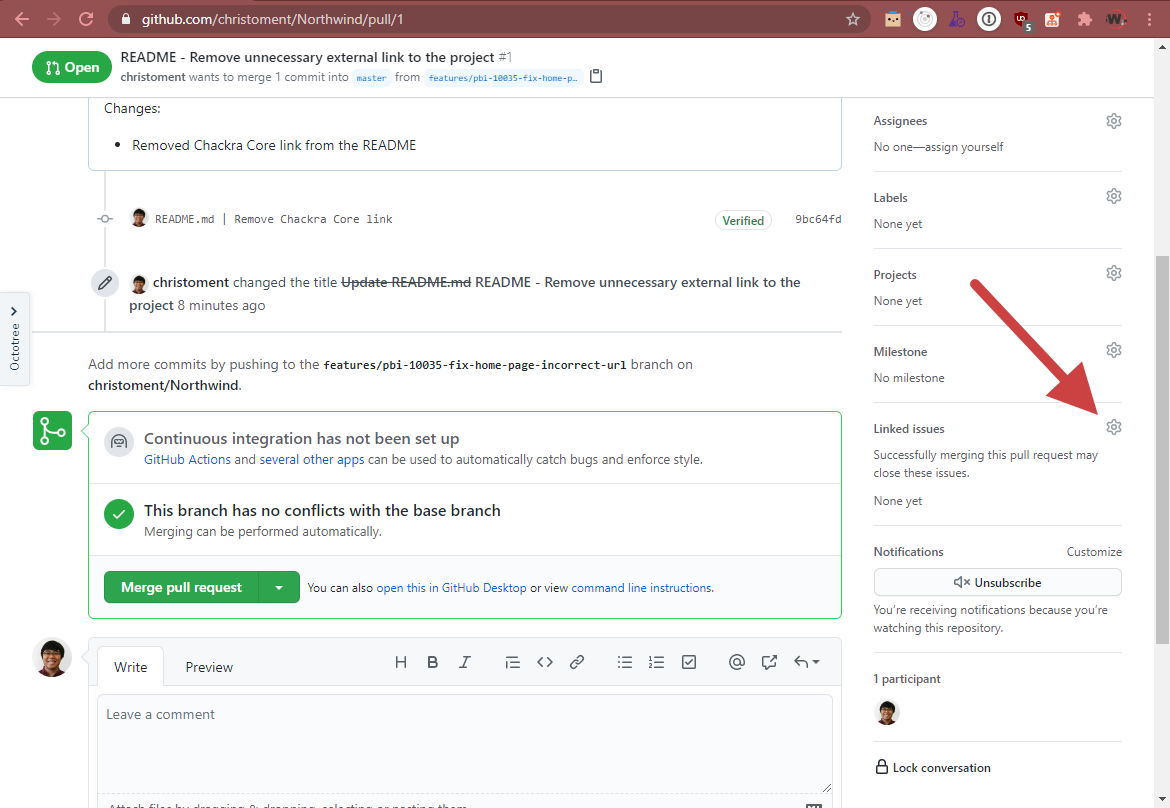 github.com/christoment/Northwind/pull/1
5
W
Open
README - Remove unnecessary external link to the project #1
christoment wants to merge 1 commit into master from features/pbi-10035-fix-home-p…
Changes:
Removed Chackra Core link from the README
README.md | Remove Chackra Core link
Verified
9bc64fd
christoment changed the title Update README.md README - Remove unnecessary external link to the
project 8 minutes ago
Octotree
Add more commits by pushing to the features/pbi-10035-fix-home-page-incorrect-url branch on
christoment/Northwind.
Continuous integration has not been set up
GitHub Actions and several other apps can be used to automatically catch bugs and enforce style.
This branch has no conflicts with the base branch
Merging can be performed automatically.
Merge pull request
You can also open this in GitHub Desktop or view command line instructions.
Write
Preview
H B I
Leave a comment
Attach files by dragging & dropping, selecting or pasting them.
Assignees
No one—assign yourself
Labels
None yet
Projects
None yet
Milestone
No milestone
Linked issues
Successfully merging this pull request may
close these issues.
None yet
Notifications
Customize
Unsubscribe
You're receiving notifications because you're
watching this repository.
1 participant
Lock conversation